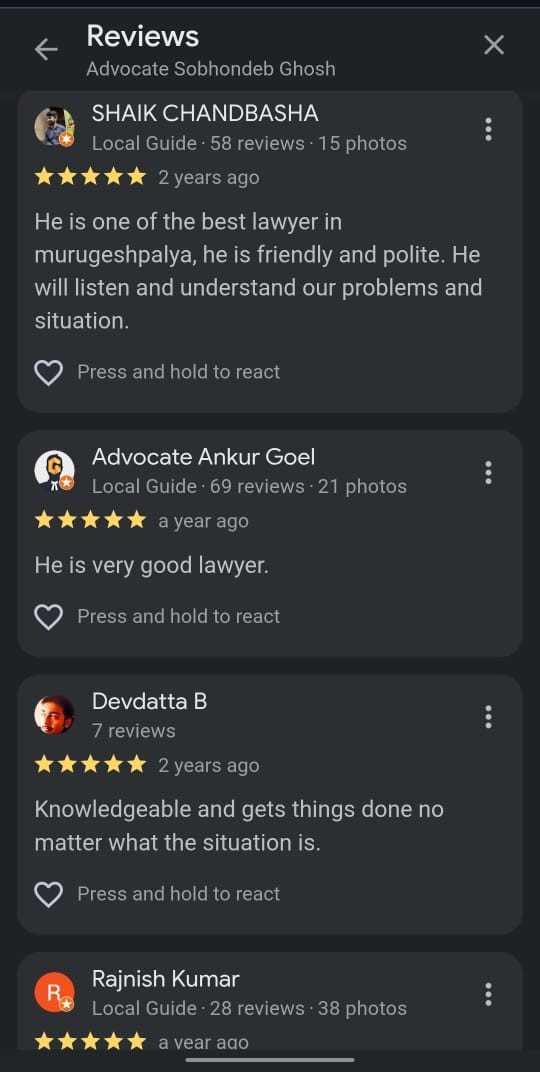 Reviews
Advocate Sobhondeb Ghosh
SHAIK CHANDBASHA
Local Guide · 58 reviews · 15 photos
2 years ago
He is one of the best lawyer in
murugeshpalya, he is friendly and polite. He
will listen and understand our problems and
situation.
Press and hold to react
Advocate Ankur Goel
Local Guide · 69 reviews · 21 photos
a year ago
He is very good lawyer.
Press and hold to react
Devdatta B
7 reviews
2 years ago
Knowledgeable and gets things done no
matter what the situation is.
Press and hold to react
R
Rajnish Kumar
Local Guide · 28 reviews · 38 photos
a year ago